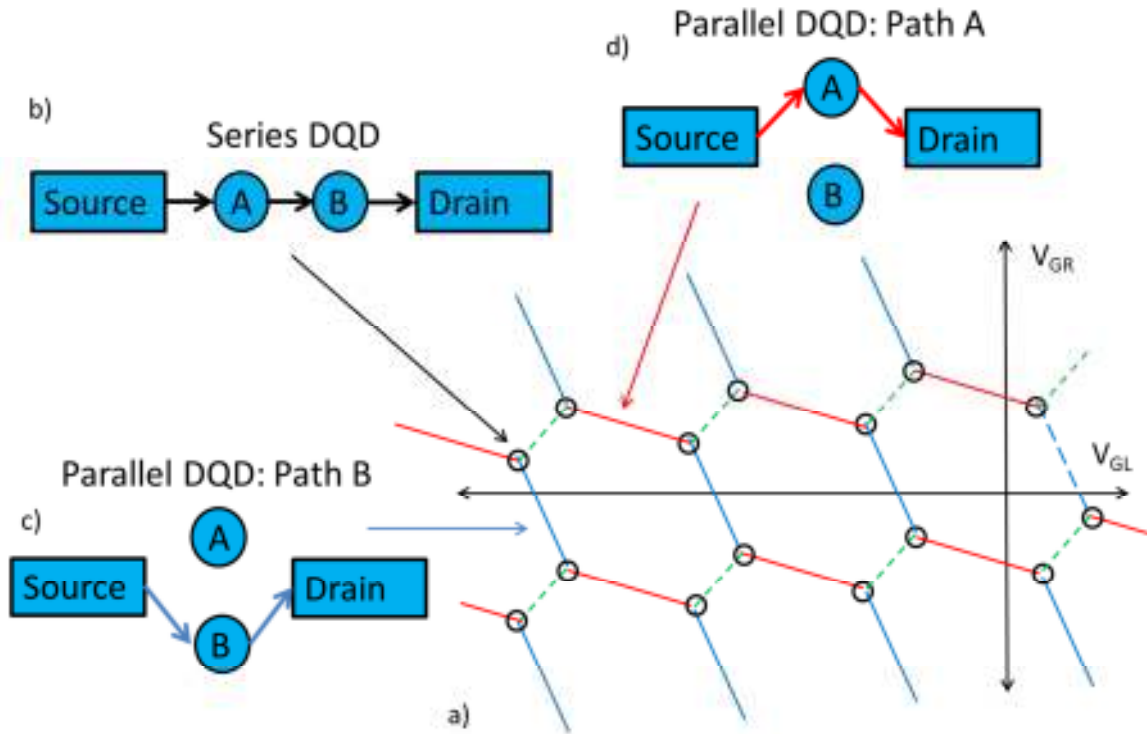 d)
Parallel DQD: Path A
A
Source
Drain
B
b)
Series DQD
Source
A
B
Drain
V_GR
V_GL
Parallel DQD: Path B
c)
A
Source
Drain
B
a)